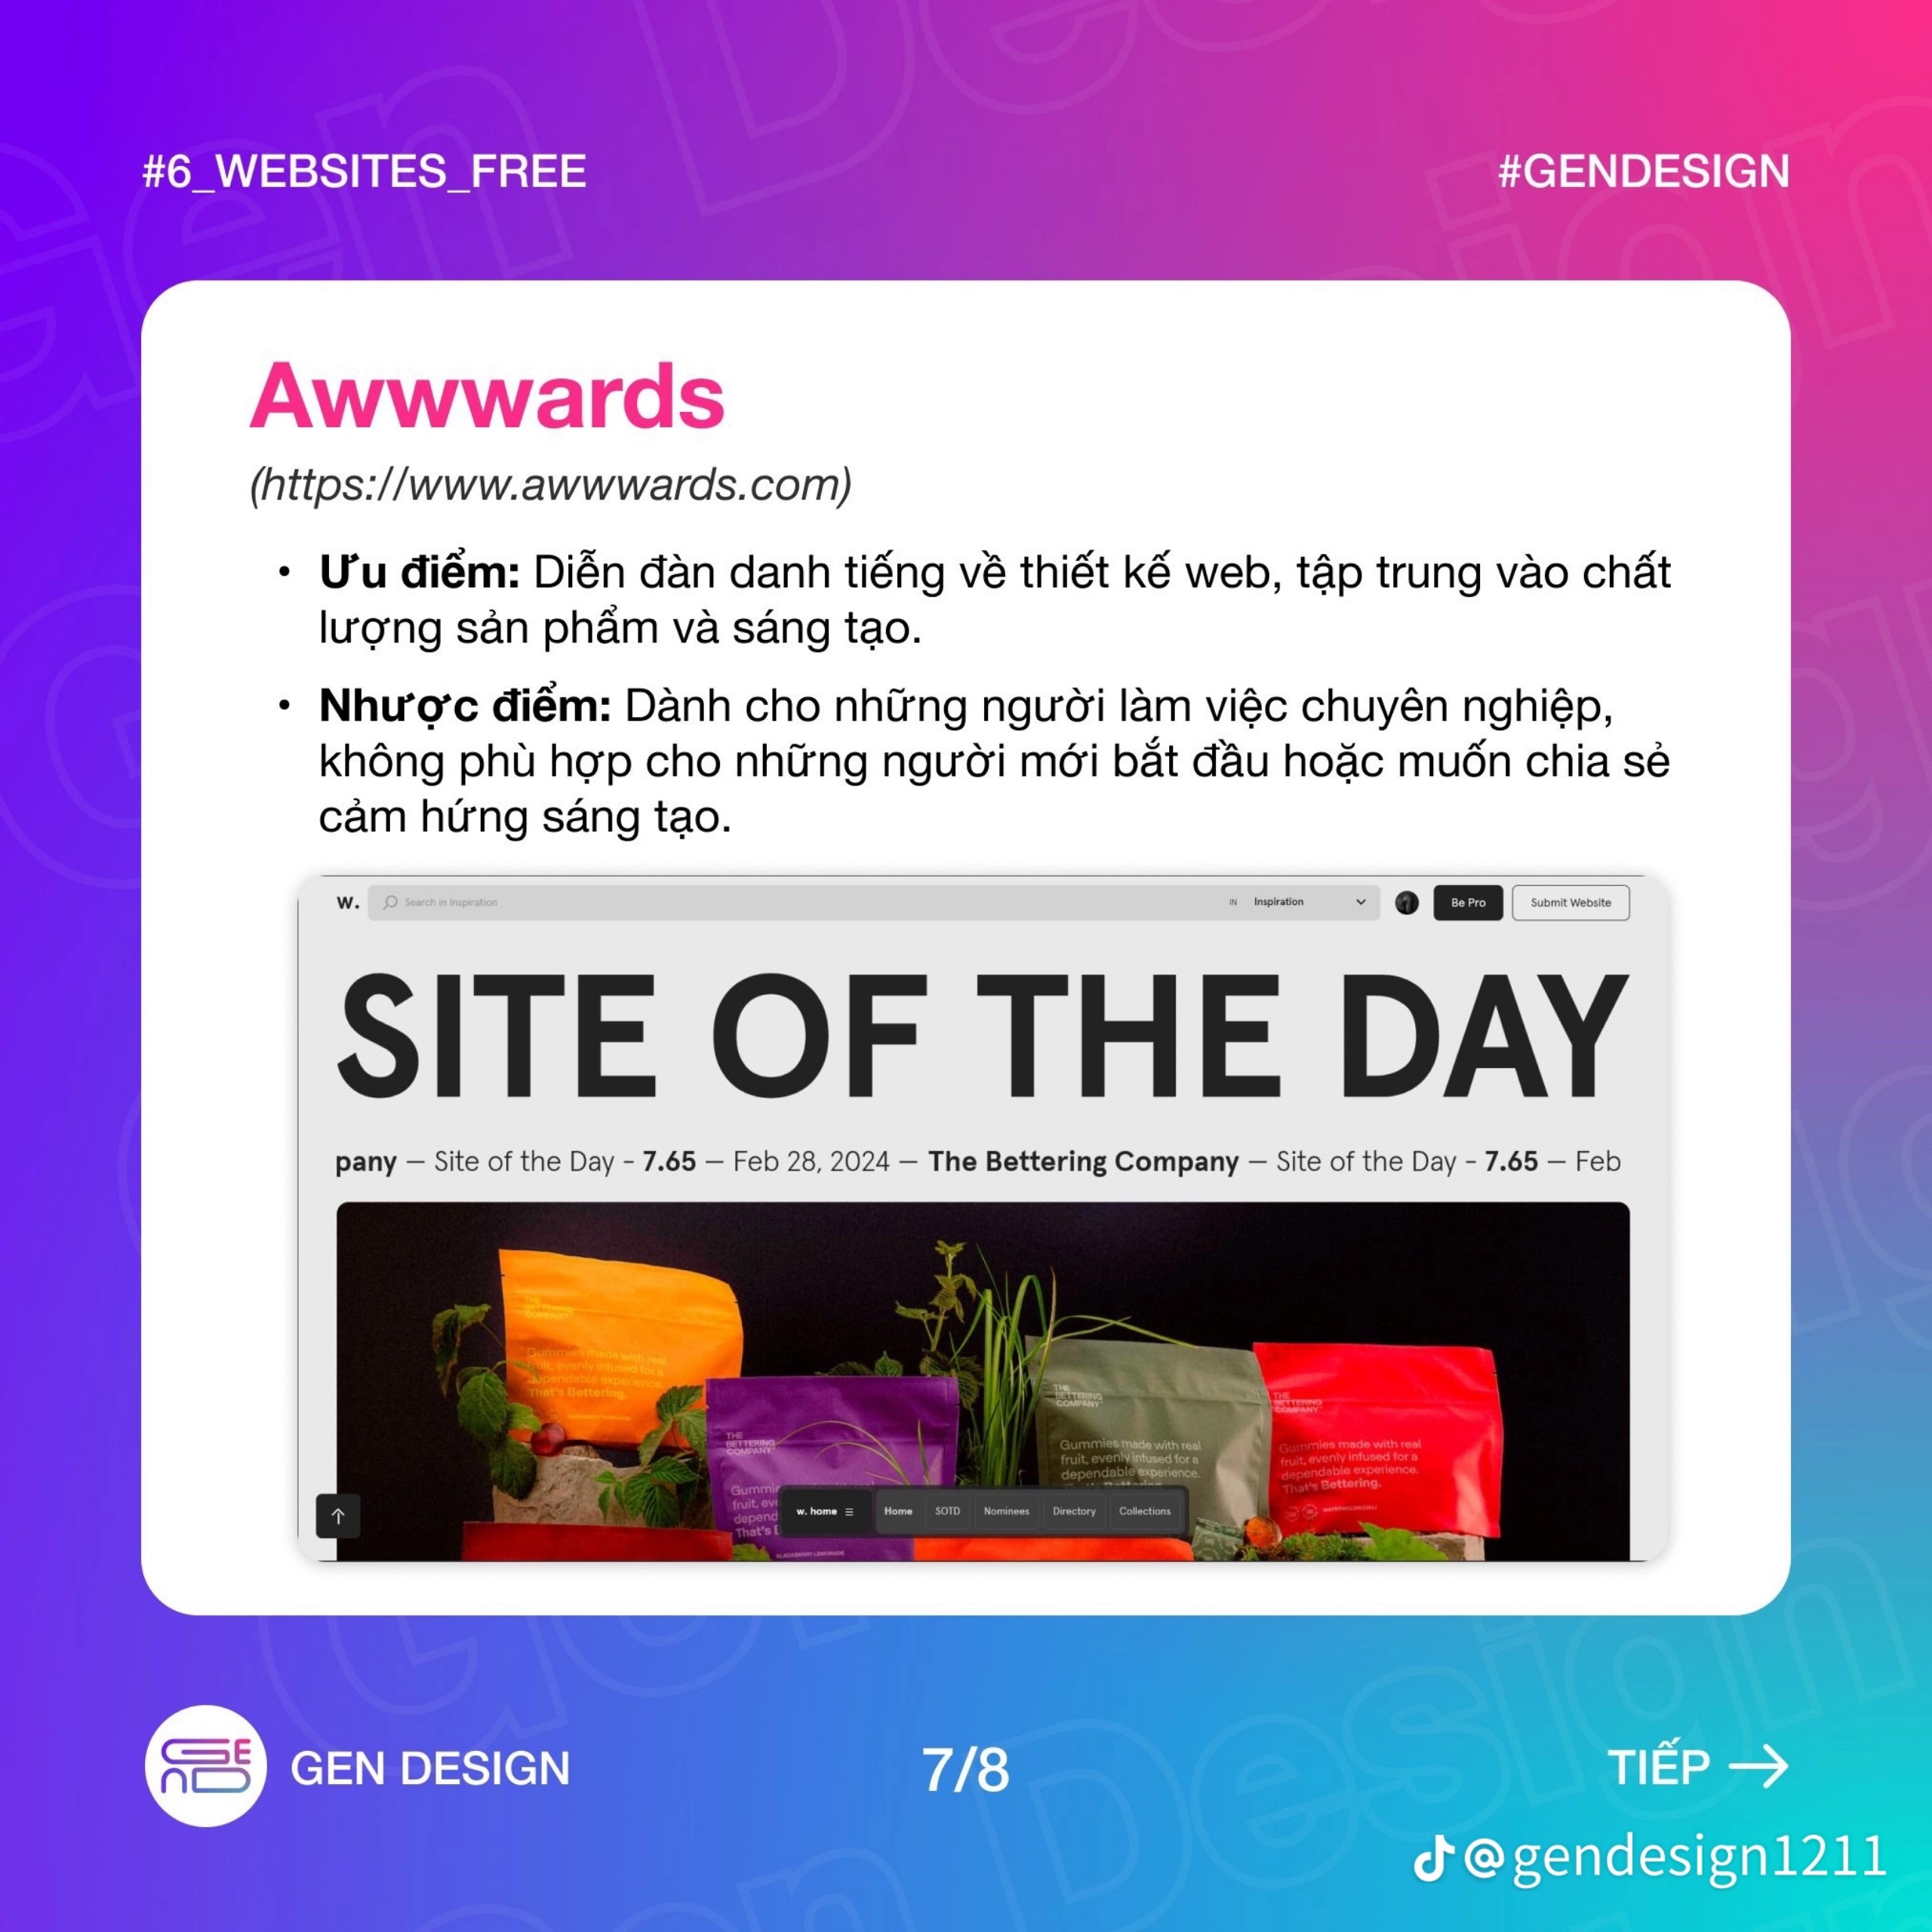 #6_WEBSITES_FREE
#GENDESIGN
Awwwards
(https://www.awwwards.com)
• Ưu điểm: Diễn đàn danh tiếng về thiết kế web, tập trung vào chất
lượng sản phẩm và sáng tạo.
• Nhược điểm: Dành cho những người làm việc chuyên nghiệp,
không phù hợp cho những người mới bắt đầu hoặc muốn chia sẻ
cảm hứng sáng tạo.
W. Search in Inspiration IN Inspiration Be Pro Submit Website
SITE OF THE DAY
pany — Site of the Day - 7.65 — Feb 28, 2024 — The Bettering Company — Site of the Day - 7.65 — Feb
THE
BETTERING
COMPANY
Gummies made with real
fruit, evenly infused for a
dependable experience.
That's Bettering.
THE
BETTERING
COMPANY
Gummi
fruit, ev
depend
That's
BLACKBERRY LEMONADE
THE
BETTERING
COMPANY
Gummies made with real
fruit, evenly infused for a
dependable experience.
THE
BETTERING
COMPANY
Gummies made with real
fruit, evenly infused for a
dependable experience.
That's Bettering.
w. home Home SOTD Nominees Directory Collections
GEN DESIGN
7/8
TIẾP →
@gendesign1211